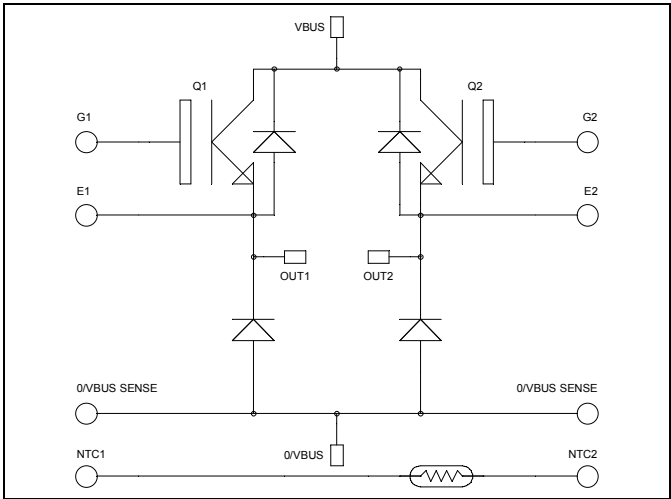 VBUS
Q1
Q2
G1
G2
E1
E2
OUT1
OUT2
0/VBUS SENSE
0/VBUS SENSE
0/VBUS
NTC1
NTC2